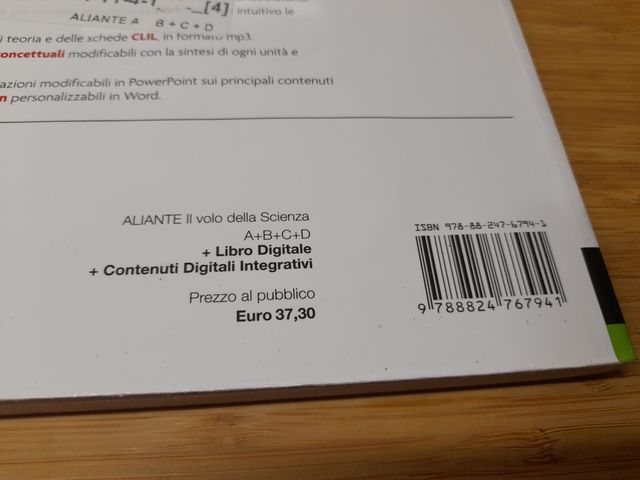 [4] intuitivo le
ALIANTE A B + C + D
i teoria e delle schede CLIL, in formato mp3.
oncettuali modificabili con la sintesi di ogni unità e
azioni modificabili in PowerPoint sui principali contenuti
n personalizzabili in Word.
ALIANTE Il volo della Scienza
A+B+C+D
+ Libro Digitale
+ Contenuti Digitali Integrativi
Prezzo al pubblico
Euro 37,30
ISBN 978-88-247-6794-1
9 788824 767941